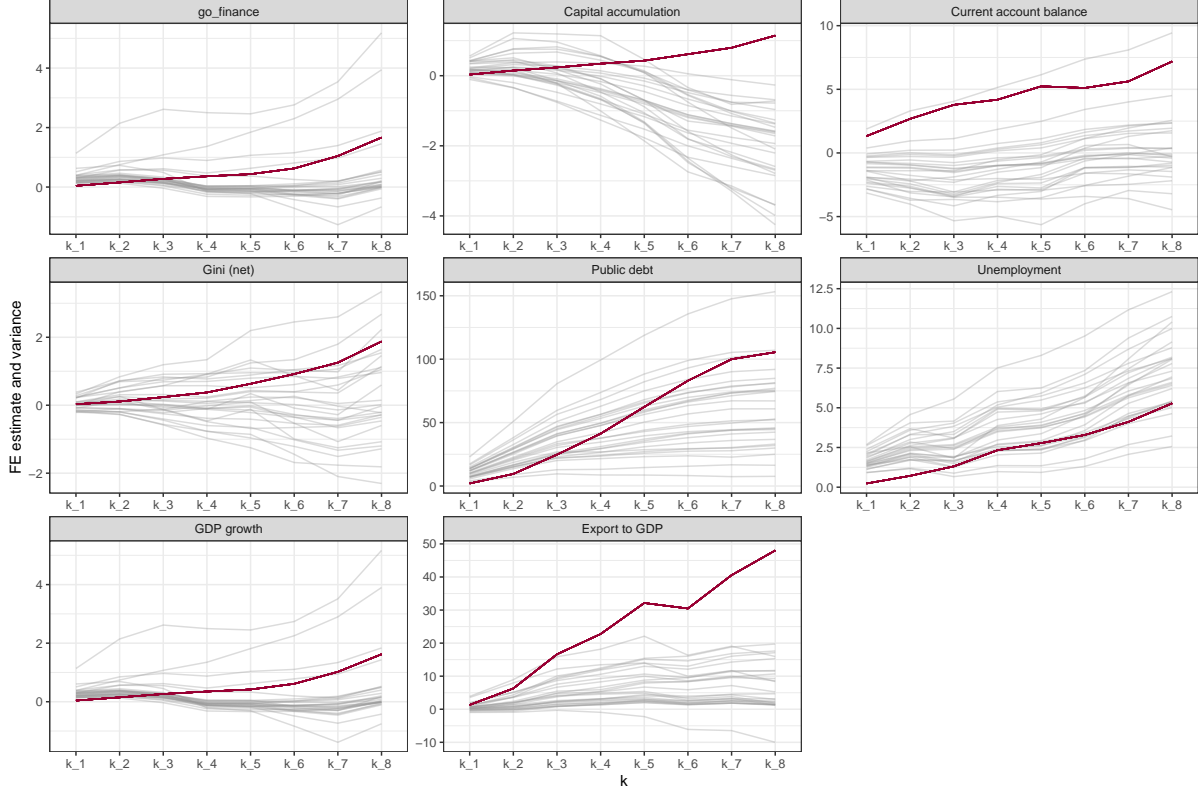 go_finance
Capital accumulation
Current account balance
4
2
0
0
−2
−4
10
5
0
−5
k_1 k_2 k_3 k_4 k_5 k_6 k_7 k_8
k_1 k_2 k_3 k_4 k_5 k_6 k_7 k_8
k_1 k_2 k_3 k_4 k_5 k_6 k_7 k_8
Gini (net)
Public debt
Unemployment
FE estimate and variance
2
0
−2
150
100
50
0
12.5
10.0
7.5
5.0
2.5
0.0
k_1 k_2 k_3 k_4 k_5 k_6 k_7 k_8
k_1 k_2 k_3 k_4 k_5 k_6 k_7 k_8
k_1 k_2 k_3 k_4 k_5 k_6 k_7 k_8
GDP growth
Export to GDP
4
2
0
50
40
30
20
10
0
−10
k_1 k_2 k_3 k_4 k_5 k_6 k_7 k_8
k_1 k_2 k_3 k_4 k_5 k_6 k_7 k_8
k